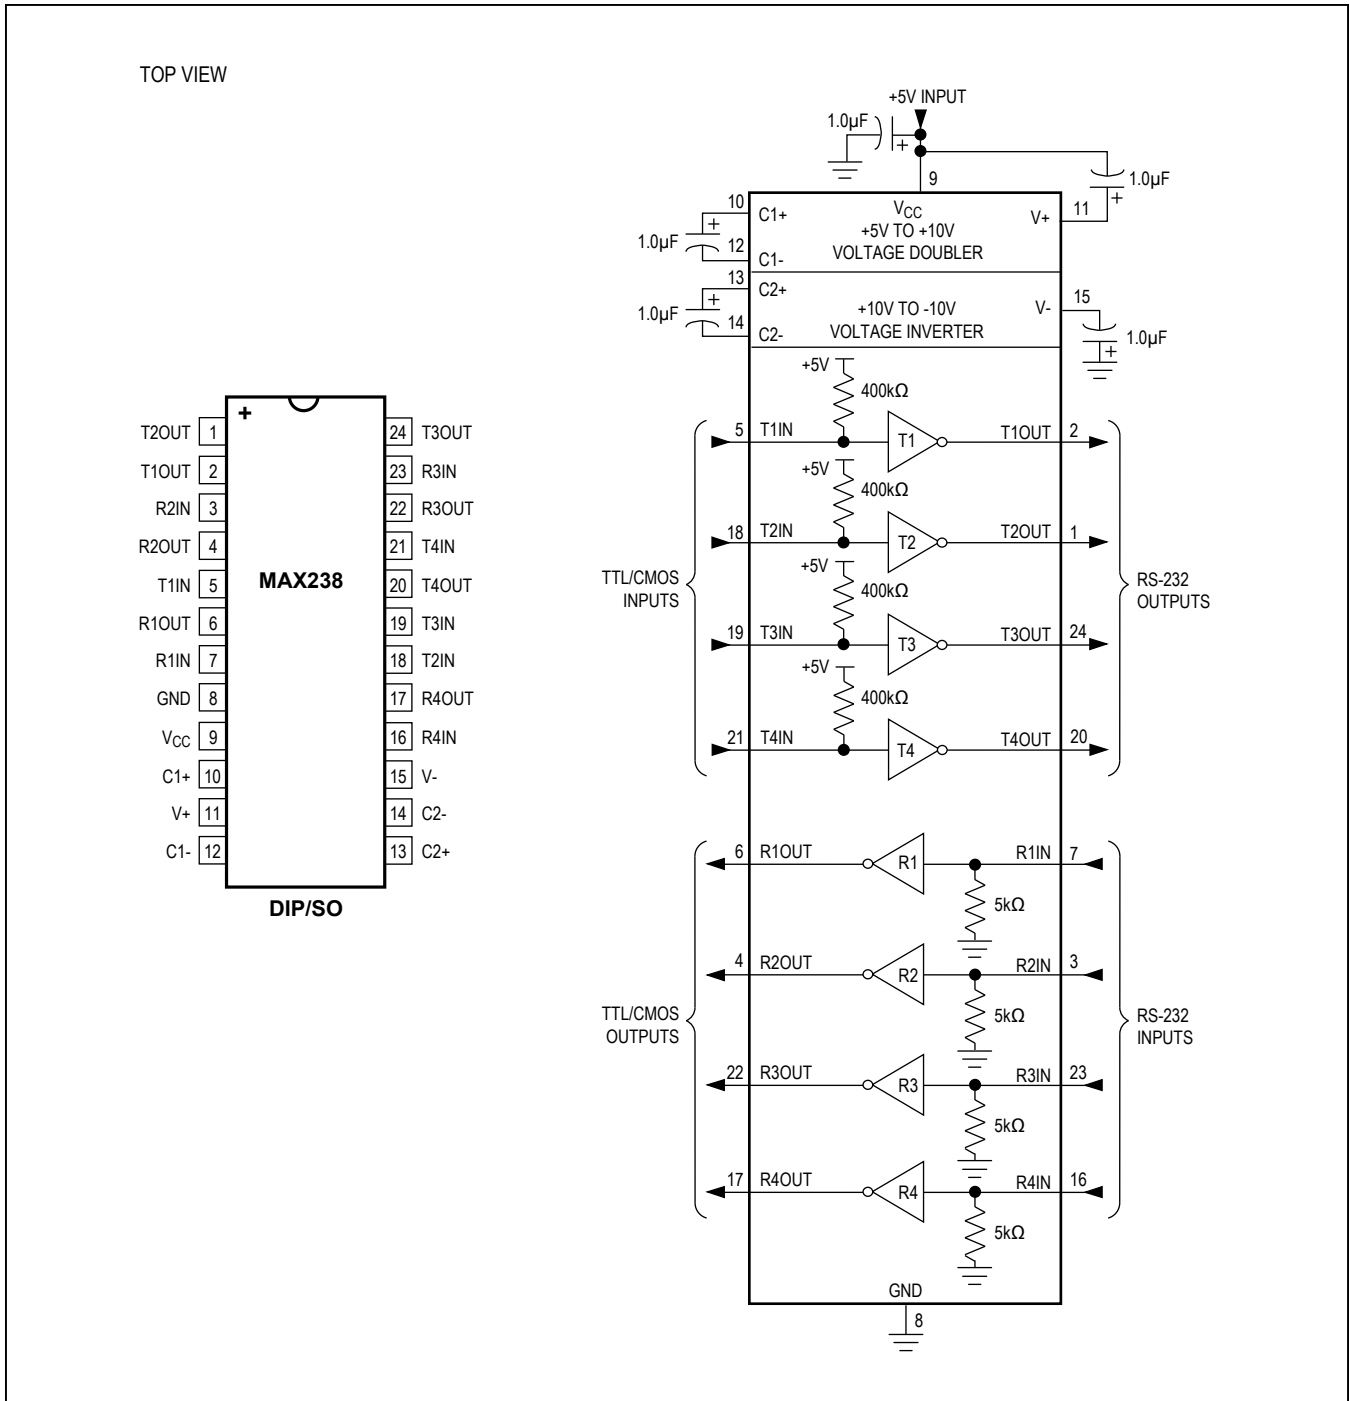 TOP VIEW
+
MAX238
T2OUT 1
T1OUT 2
R2IN 3
R2OUT 4
T1IN 5
R1OUT 6
R1IN 7
GND 8
VCC 9
C1+ 10
V+ 11
C1- 12
24 T3OUT
23 R3IN
22 R3OUT
21 T4IN
20 T4OUT
19 T3IN
18 T2IN
17 R4OUT
16 R4IN
15 V-
14 C2-
13 C2+
DIP/SO
+5V INPUT
1.0µF
+
9
1.0µF
+
10 C1+
VCC
V+ 11
+5V TO +10V
VOLTAGE DOUBLER
1.0µF
+
12
C1-
13
C2+
1.0µF
+
14
C2-
+10V TO -10V
VOLTAGE INVERTER
15
V-
1.0µF
+
+5V
400kΩ
5 T1IN T1 T1OUT 2
+5V
400kΩ
18 T2IN T2 T2OUT 1
+5V
400kΩ
19 T3IN T3 T3OUT 24
+5V
400kΩ
21 T4IN T4 T4OUT 20
TTL/CMOS
INPUTS
RS-232
OUTPUTS
6 R1OUT R1 R1IN 7
5kΩ
4 R2OUT R2 R2IN 3
5kΩ
22 R3OUT R3 R3IN 23
5kΩ
17 R4OUT R4 R4IN 16
5kΩ
TTL/CMOS
OUTPUTS
RS-232
INPUTS
GND
8